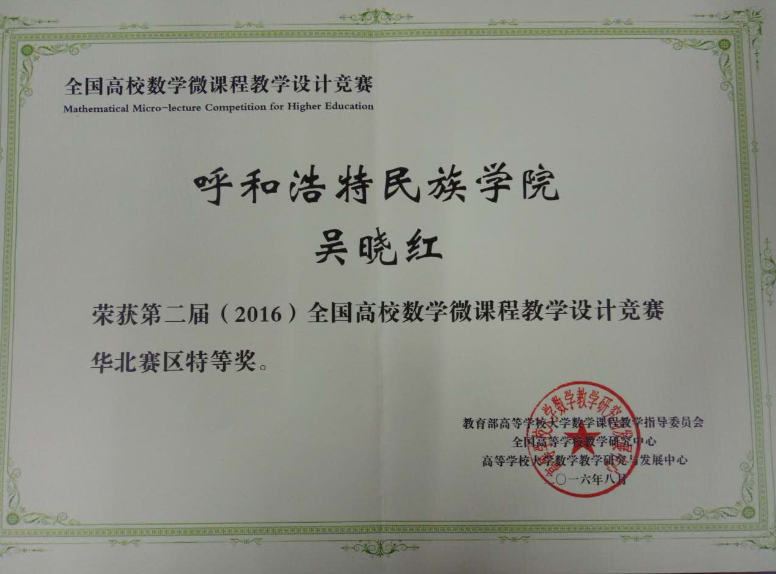 全国高校数学微课程教学设计竞赛
Mathematical Micro-lecture Competition for Higher Education
呼和浩特民族学院
吴晓红
荣获第二届（2016）全国高校数学微课程教学设计竞赛
华北赛区特等奖。
教育部高等学校大学数学课程教学指导委员会
全国高等学校教学研究中心
高等学校大学数学教学研究与发展中心
二〇一六年八月